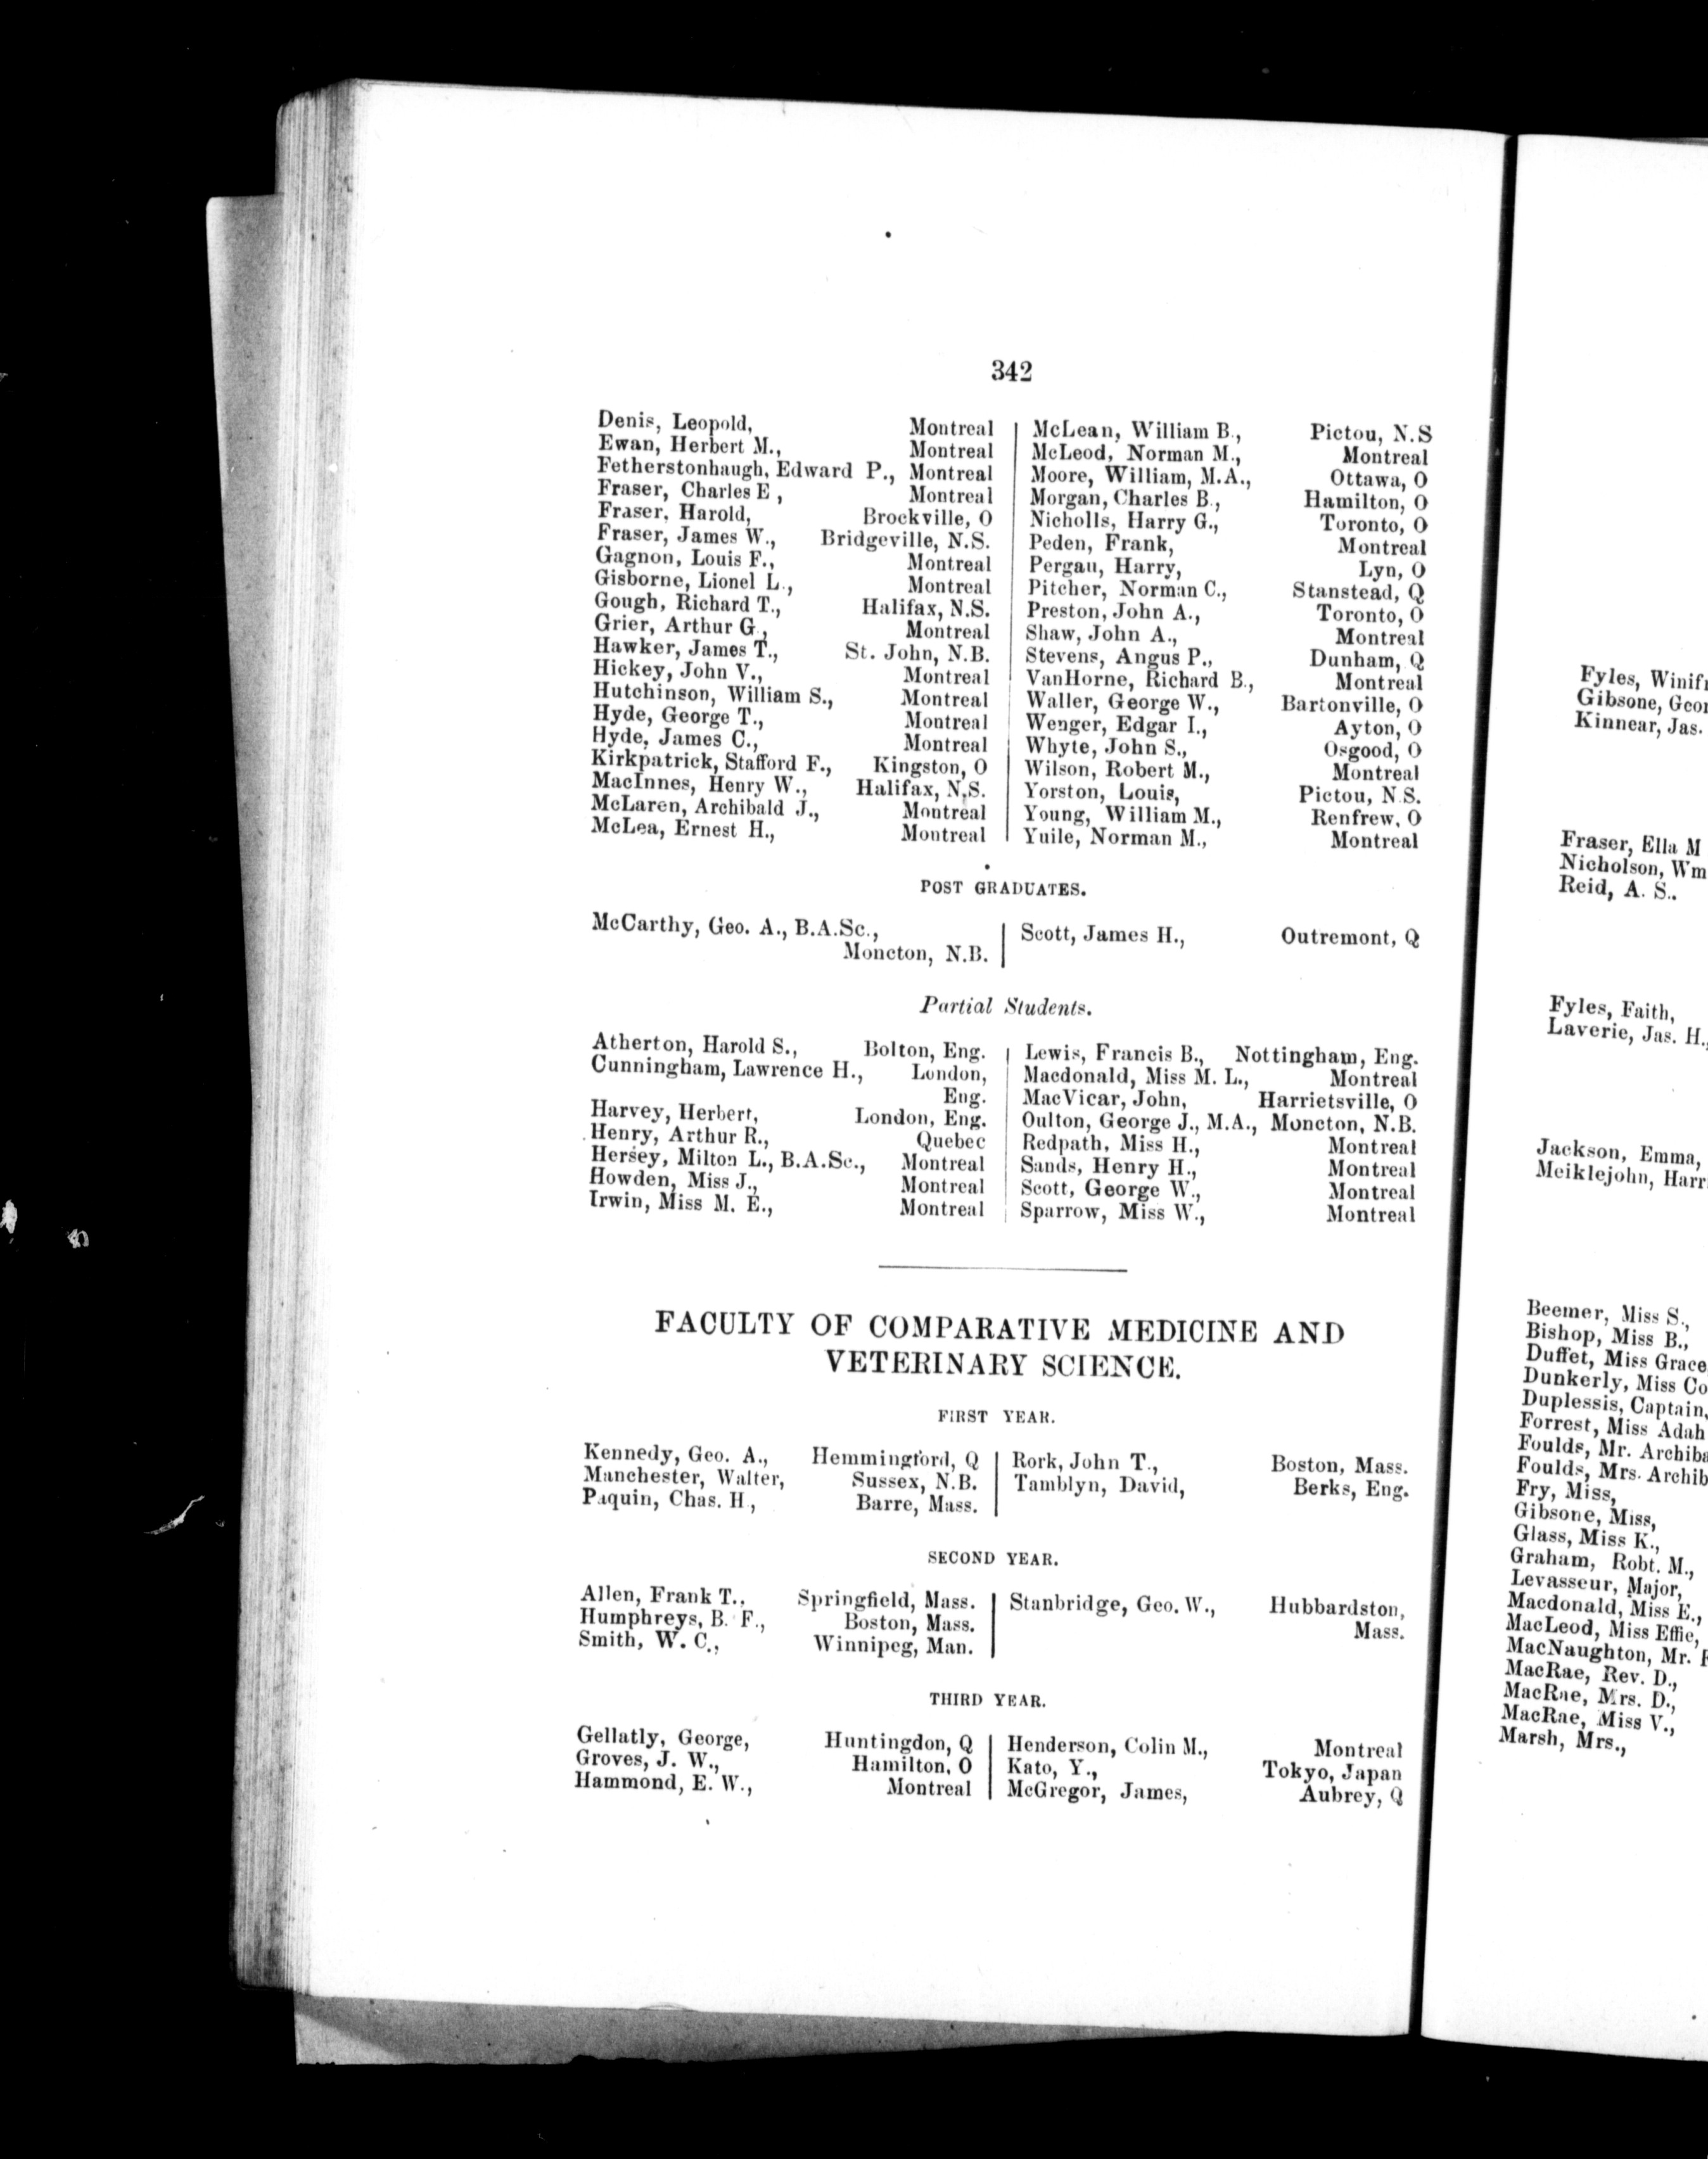 342
Denis, Leopold, Montreal
Ewan, Herbert M., Montreal
Fetherstonhaugh, Edward P., Montreal
Fraser, Charles E , Montreal
Fraser, Harold, Brockville, O
Fraser, James W., Bridgeville, N.S.
Gagnon, Louis F., Montreal
Gisborne, Lionel L., Montreal
Gough, Richard T., Halifax, N.S.
Grier, Arthur G., Montreal
Hawker, James T., St. John, N.B.
Hickey, John V., Montreal
Hutchinson, William S., Montreal
Hyde, George T., Montreal
Hyde, James C., Montreal
Kirkpatrick, Stafford F., Kingston, O
MacInnes, Henry W., Halifax, N.S.
McLaren, Archibald J., Montreal
McLea, Ernest H., Montreal
McLean, William B., Pictou, N.S
McLeod, Norman M., Montreal
Moore, William, M.A., Ottawa, O
Morgan, Charles B., Hamilton, O
Nicholls, Harry G., Toronto, O
Peden, Frank, Montreal
Pergau, Harry, Lyn, O
Pitcher, Norman C., Stanstead, Q
Preston, John A., Toronto, O
Shaw, John A., Montreal
Stevens, Angus P., Dunham, Q
VanHorne, Richard B., Montreal
Waller, George W., Bartonville, O
Wenger, Edgar I., Ayton, O
Whyte, John S., Osgood, O
Wilson, Robert M., Montreal
Yorston, Louis, Pictou, N.S.
Young, William M., Renfrew, O
Yuile, Norman M., Montreal
POST GRADUATES.
McCarthy, Geo. A., B.A.Sc.,
Moncton, N.B.
Scott, James H., Outremont, Q
Partial Students.
Atherton, Harold S., Bolton, Eng.
Cunningham, Lawrence H., London,
Eng.
Harvey, Herbert, London, Eng.
Henry, Arthur R., Quebec
Hersey, Milton L., B.A.Sc., Montreal
Howden, Miss J., Montreal
Irwin, Miss M. E., Montreal
Lewis, Francis B., Nottingham, Eng.
Macdonald, Miss M. L., Montreal
MacVicar, John, Harrietsville, O
Oulton, George J., M.A., Moncton, N.B.
Redpath, Miss H., Montreal
Sands, Henry H., Montreal
Scott, George W., Montreal
Sparrow, Miss W., Montreal
FACULTY OF COMPARATIVE MEDICINE AND
VETERINARY SCIENCE.
FIRST YEAR.
Kennedy, Geo. A., Hemmingford, Q
Manchester, Walter, Sussex, N.B.
Paquin, Chas. H , Barre, Mass.
Rork, John T., Boston, Mass.
Tamblyn, David, Berks, Eng.
SECOND YEAR.
Allen, Frank T., Springfield, Mass.
Humphreys, B. F., Boston, Mass.
Smith, W. C., Winnipeg, Man.
Stanbridge, Geo. W., Hubbardston,
Mass.
THIRD YEAR.
Gellatly, George, Huntingdon, Q
Groves, J. W., Hamilton, O
Hammond, E. W., Montreal
Henderson, Colin M., Montreal
Kato, Y., Tokyo, Japan
McGregor, James, Aubrey, Q
Fyles,
Kinnear, Jas.
Fraser, Ella M
Nicholson, Wm
Reid, A. S..
Fyles, Faith,
Laverie, Jas. H.,
Jackson, Emma,
Meiklejohn,
Beemer, Miss S.,
Bishop, Miss B.,
Duffet, Miss Grace
Dunkerly, Miss
Duplessis, Captain,
Forrest, Miss Adah
Foulds, Mr.
Foulds, Mrs.
Fry, Miss,
Gibsone, Miss,
Glass, Miss K.,
Graham, Robt. M.,
Levasseur, Major,
Macdonald, Miss E.,
MacLeod, Miss Effie,
MacNaughton, Mr.
MacRae, Rev. D.,
MacRae, Mrs. D.,
MacRae, Miss V.,
Marsh, Mrs.,